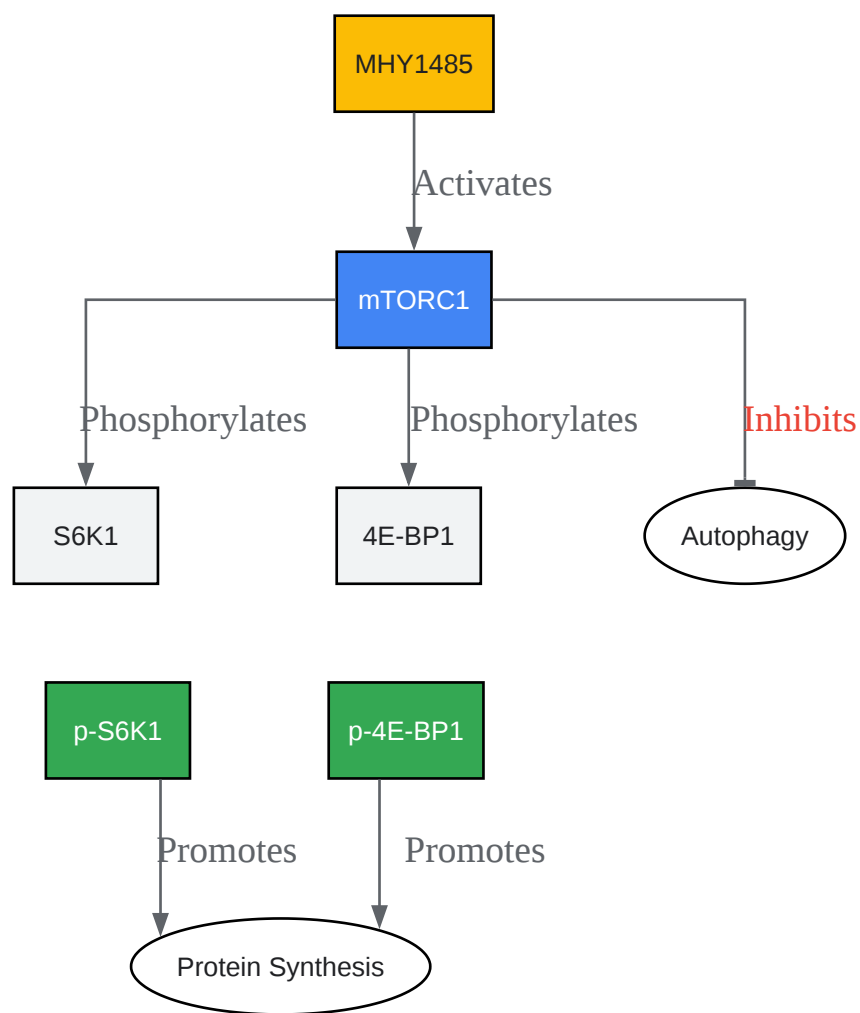 MHY1485
Activates
mTORC1
Phosphorylates
Phosphorylates
Inhibits
S6K1
4E-BP1
Autophagy
p-S6K1
p-4E-BP1
Promotes
Promotes
Protein Synthesis